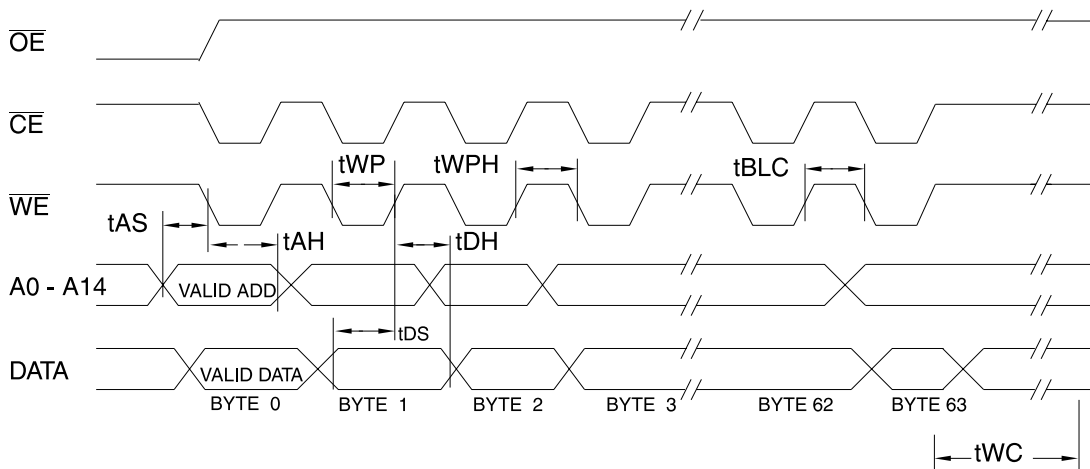 OE
CE
tWP
tWPH
tBLC
WE
tAS
tAH
tDH
A0 - A14
VALID ADD
tDS
DATA
VALID DATA
BYTE 0
BYTE 1
BYTE 2
BYTE 3
BYTE 62
BYTE 63
tWC